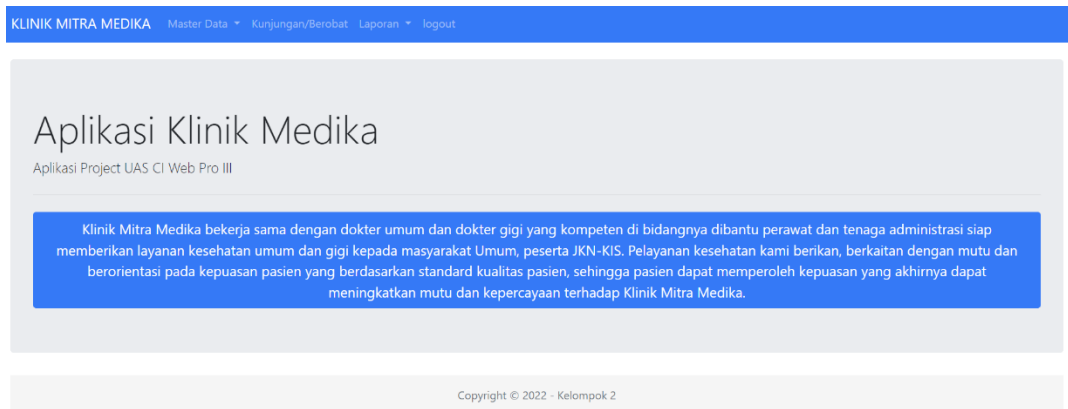 KLINIK MITRA MEDIKA Master Data Kunjungan/Berobat Laporan logout
Aplikasi Klinik Medika
Aplikasi Project UAS CI Web Pro III
Klinik Mitra Medika bekerja sama dengan dokter umum dan dokter gigi yang kompeten di bidangnya dibantu perawat dan tenaga administrasi siap
memberikan layanan kesehatan umum dan gigi kepada masyarakat Umum, peserta JKN-KIS. Pelayanan kesehatan kami berikan, berkaitan dengan mutu dan
berorientasi pada kepuasan pasien yang berdasarkan standard kualitas pasien, sehingga pasien dapat memperoleh kepuasan yang akhirnya dapat
meningkatkan mutu dan kepercayaan terhadap Klinik Mitra Medika.
Copyright © 2022 - Kelompok 2